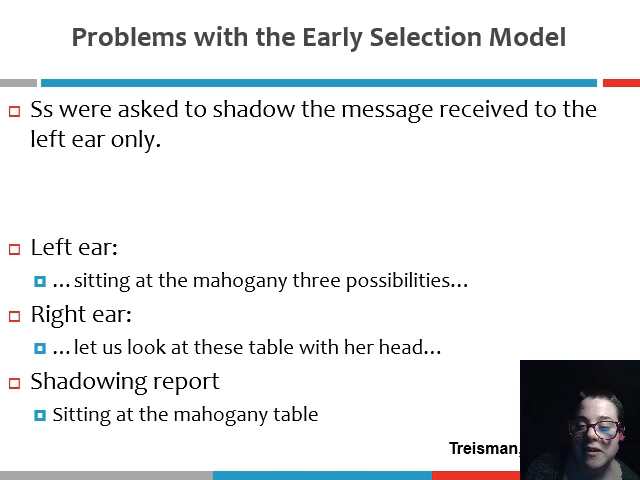 Problems with the Early Selection Model
Ss were asked to shadow the message received to the
left ear only.
Left ear:
…sitting at the mahogany three possibilities…
Right ear:
…let us look at these table with her head…
Shadowing report
Sitting at the mahogany table
Treisman,